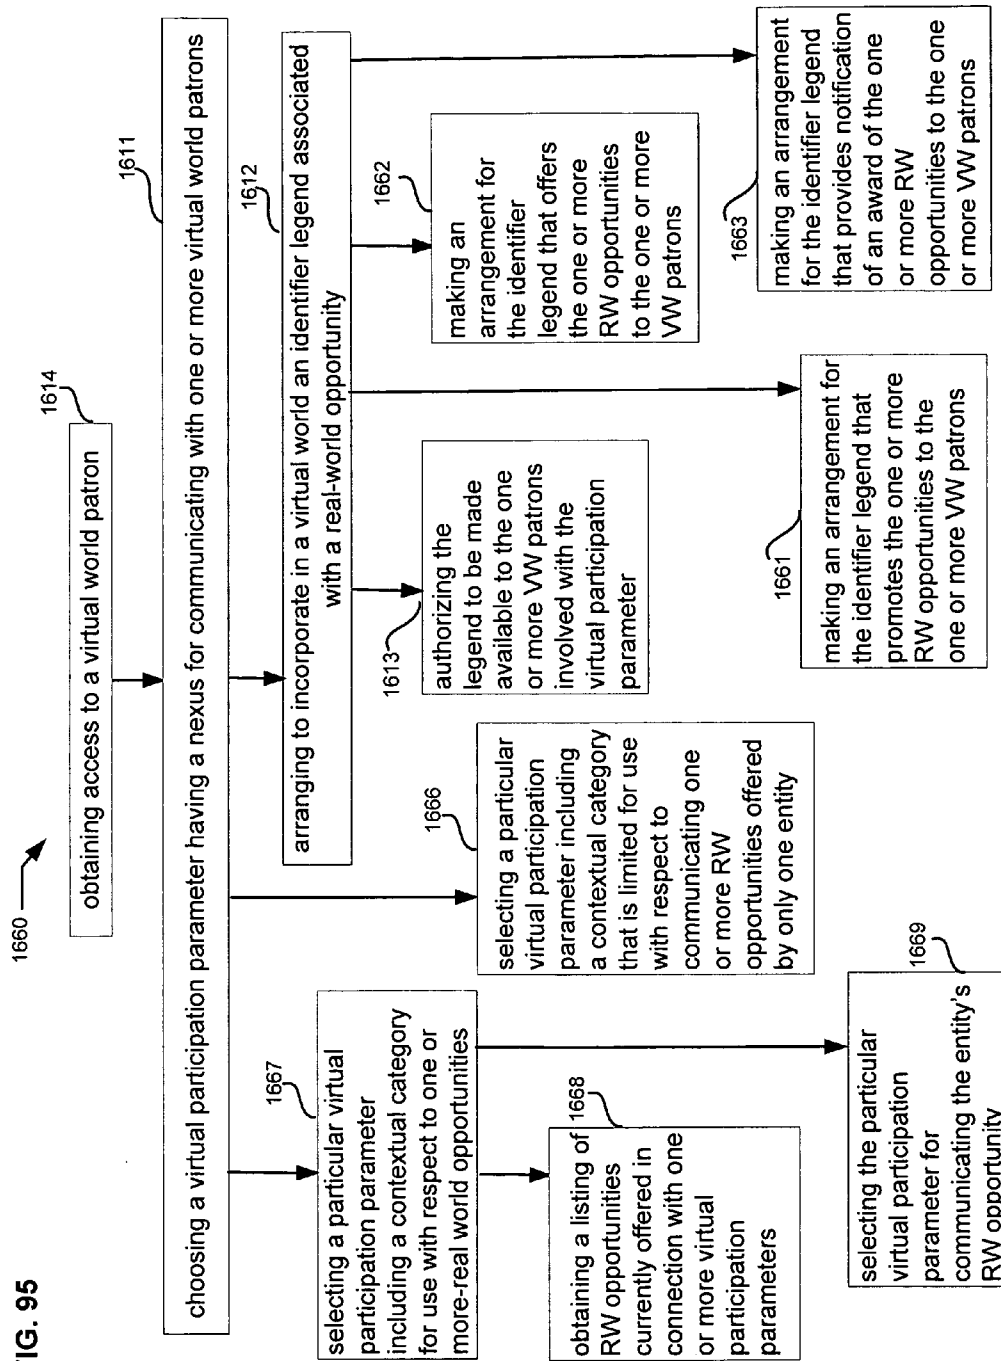 FIG. 95
1660
1614
obtaining access to a virtual world patron
1611
choosing a virtual participation parameter having a nexus for communicating with one or more virtual world patrons
1612
arranging to incorporate in a virtual world an identifier legend associated
with a real-world opportunity
1667
selecting a particular virtual
participation parameter
including a contextual category
for use with respect to one or
more-real world opportunities
1666
selecting a particular
virtual participation
parameter including
a contextual category
that is limited for use
with respect to
communicating one
or more RW
opportunities offered
by only one entity
1613
authorizing the
legend to be made
available to the one
or more VW patrons
involved with the
virtual participation
parameter
1662
making an
arrangement for
the identifier
legend that offers
the one or more
RW opportunities
to the one or more
VW patrons
1668
obtaining a listing of
RW opportunities
currently offered in
connection with one
or more virtual
participation
parameters
1669
selecting the particular
virtual participation
parameter for
communicating the entity's
RW opportunity
1661
making an arrangement for
the identifier legend that
promotes the one or more
RW opportunities to the
one or more VW patrons
1663
making an arrangement
for the identifier legend
that provides notification
of an award of the one
or more RW
opportunities to the one
or more VW patrons